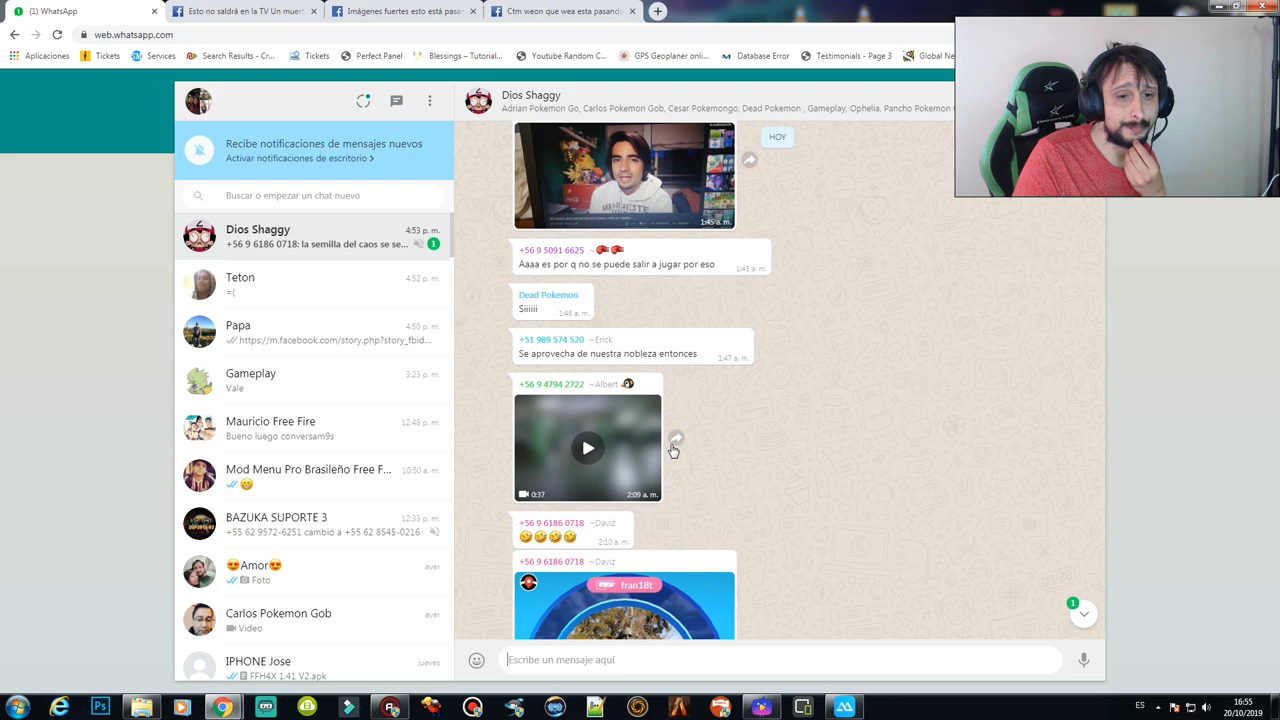 (1) WhatsApp
Esto no saldrá en la TV Un muert
Imágenes fuertes esto está pasan
Ctm weon que wea esta pasand
web.whatsapp.com
Aplicaciones
Tickets
Services
Search Results - Cr...
Tickets
Perfect Panel
Blessings – Tutorial...
Youtube Random C...
GPS Geoplaner onli...
Database Error
Testimonials - Page 3
Global New
Recibe notificaciones de mensajes nuevos
Activar notificaciones de escritorio >
Buscar o empezar un chat nuevo
Dios Shaggy
4:53 p. m.
+56 9 6186 0718: la semilla del caos se se...
1
Teton
4:52 p. m.
=(
Papa
4:50 p. m.
https://m.facebook.com/story.php?story_fbid...
Gameplay
3:23 p. m.
Vale
Mauricio Free Fire
12:48 p. m.
Bueno luego conversam9s
Mod Menu Pro Brasileño Free F...
10:50 a. m.
😁
BAZUKA SUPORTE 3
12:33 p. m.
+55 62 9572-6251 cambió a +55 62 8545-0216
😍Amor😍
ayer
Foto
Carlos Pokemon Gob
ayer
Video
IPHONE Jose
jueves
FFH4X 1.41 V2.apk
Dios Shaggy
Adrian Pokemon Go, Carlos Pokemon Gob, Cesar Pokemongo, Dead Pokemon , Gameplay, Ophelia, Pancho Pokemon
HOY
MANCHESTE
1:45 a. m.
+56 9 5091 6625 ~🥊🥊
Aaaa es por q no se puede salir a jugar por eso
1:45 a. m.
Dead Pokemon
Siiiiii
1:46 a. m.
+51 989 574 520 ~Erick
Se aprovecha de nuestra nobleza entonces
1:47 a. m.
+56 9 4794 2722 ~Albert 🐧
0:37
2:09 a. m.
+56 9 6186 0718 ~Daviz
🤣🤣🤣🤣
2:10 a. m.
+56 9 6186 0718 ~Daviz
fran18t
1
Escribe un mensaje aquí
ES
16:55
20/10/2019